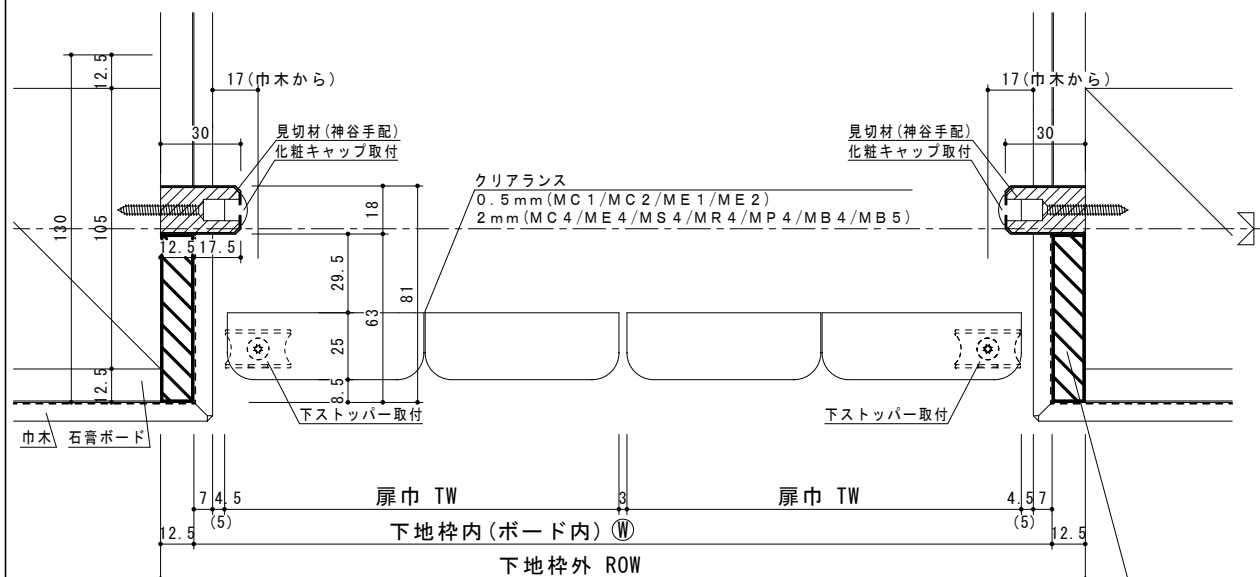 17(巾木から)
17(巾木から)
12.5
30
見切材(神谷手配)
化粧キャップ取付
見切材(神谷手配)
化粧キャップ取付
30
クリアランス
0.5mm(MC1/MC2/ME1/ME2)
2mm(MC4/ME4/MS4/MR4/MP4/MB4/MB5)
130
105
18
12.5
17.5
29.5
81
63
25
12.5
8.5
下ストッパー取付
下ストッパー取付
巾木
石膏ボード
7
4.5
扉巾 TW
3
扉巾 TW
4.5
7
(5)
(5)
12.5
下地枠内(ボード内) Ⓦ
12.5
下地枠外 ROW